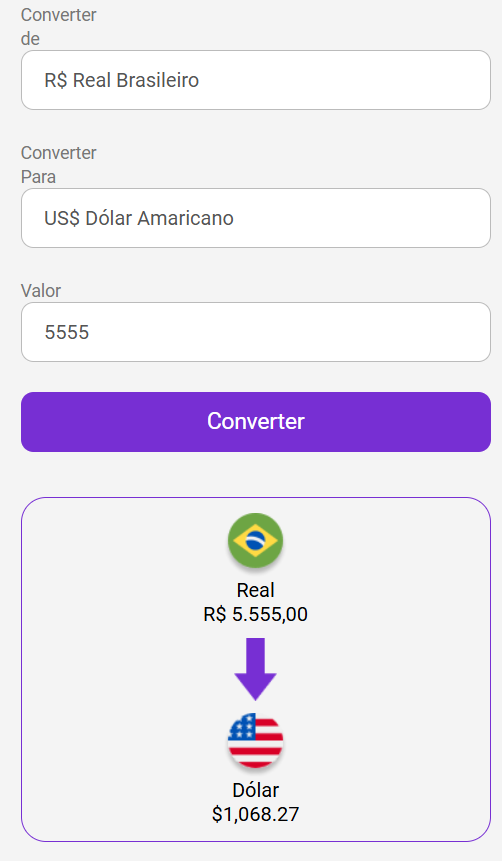 Converter
de
R$ Real Brasileiro
Converter
Para
US$ Dólar Amaricano
Valor
5555
Converter
Real
R$ 5.555,00
Dólar
$1,068.27